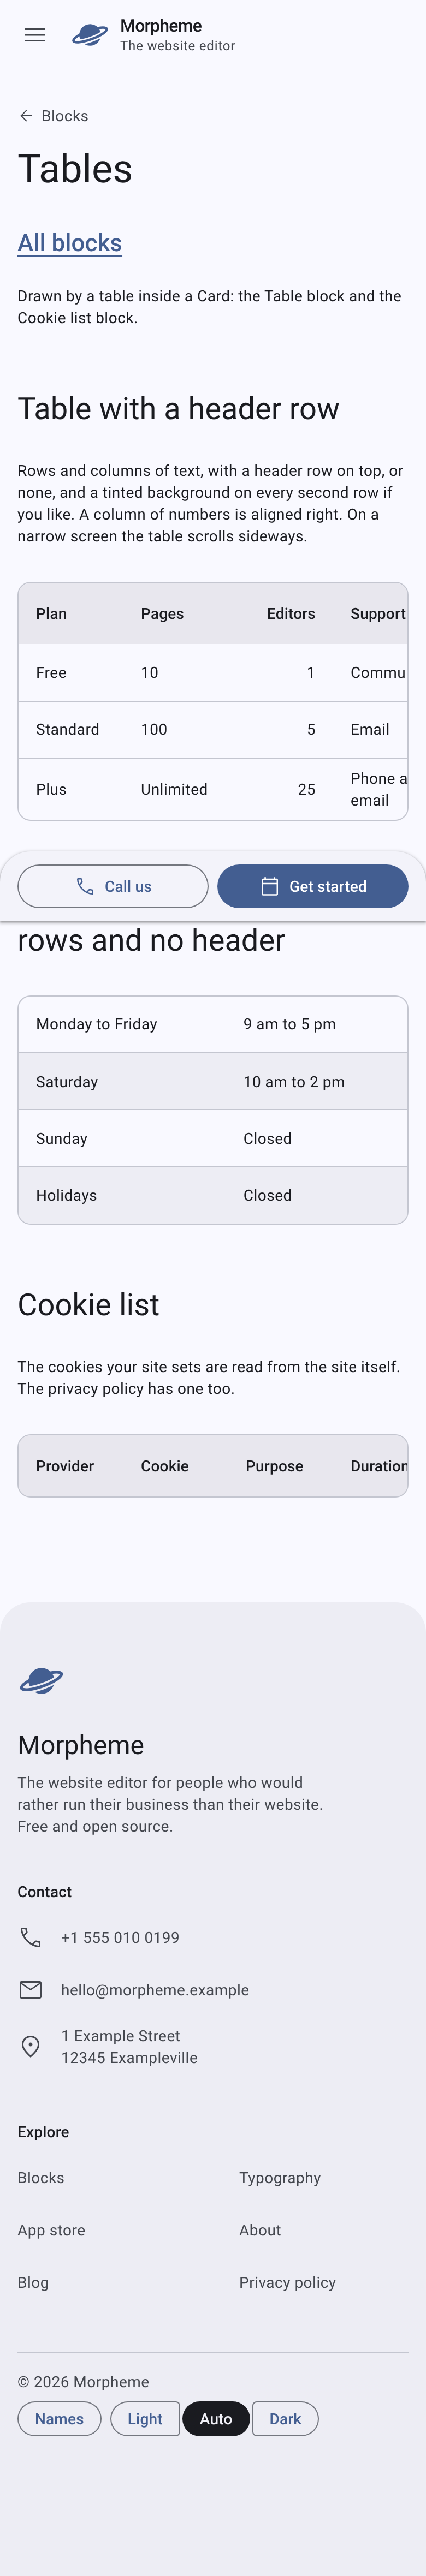 Morpheme
The website editor
Blocks
Tables
All blocks
Drawn by a table inside a Card: the Table block and the
Cookie list block.
Table with a header row
Rows and columns of text, with a header row on top, or
none, and a tinted background on every second row if
you like. A column of numbers is aligned right. On a
narrow screen the table scrolls sideways.
Plan Pages Editors Support
Free 10 1
Standard 100 5 Email
Plus Unlimited 25 Phone
email
Call us Get started
rows and no header
Monday to Friday 9 am to 5 pm
Saturday 10 am to 2 pm
Sunday Closed
Holidays Closed
Cookie list
The cookies your site sets are read from the site itself.
The privacy policy has one too.
Provider Cookie Purpose Duration
Morpheme
The website editor for people who would
rather run their business than their website.
Free and open source.
Contact
+1 555 010 0199
hello@morpheme.example
1 Example Street
12345 Exampleville
Explore
Blocks Typography
App store About
Blog Privacy policy
© 2026 Morpheme
Names Light Auto Dark